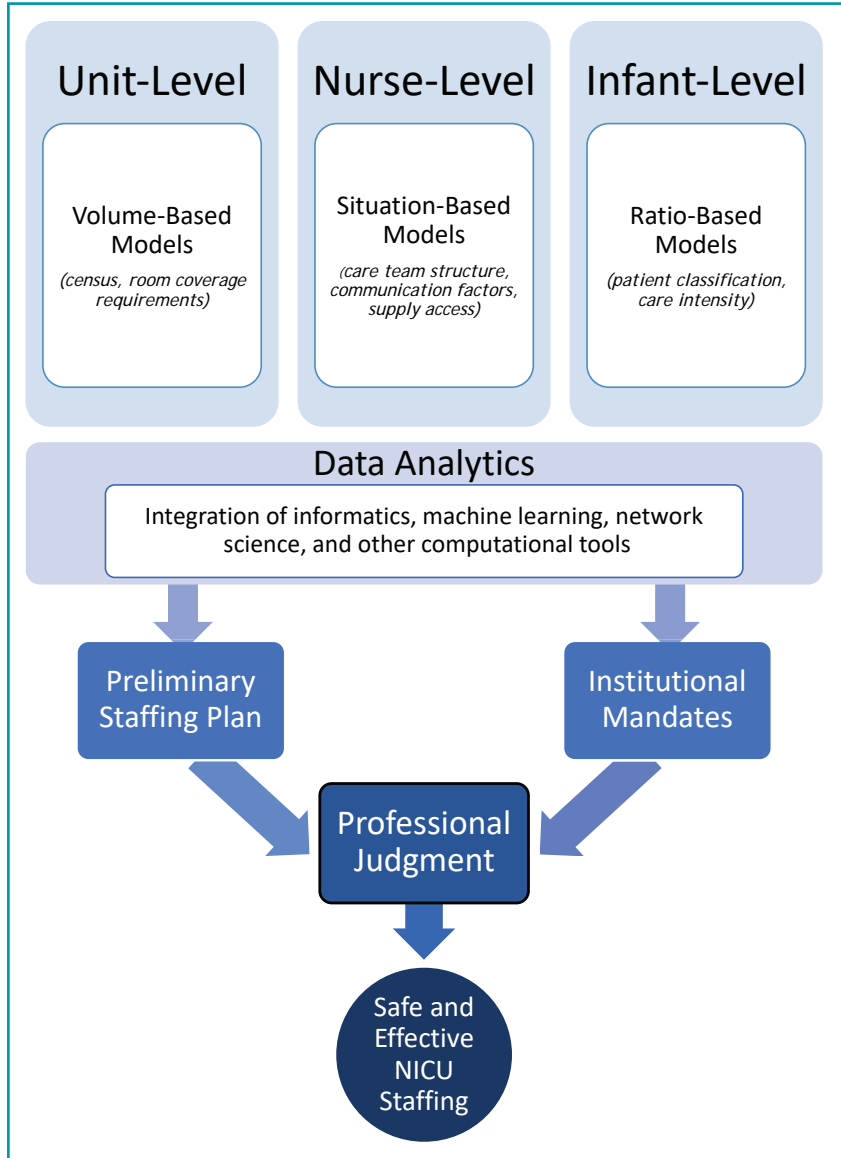 Unit-Level
Volume-Based
Models
(census, room coverage
requirements)
Nurse-Level
Situation-Based
Models
(care team structure,
communication factors,
supply access)
Infant-Level
Ratio-Based
Models
(patient classification,
care intensity)
Data Analytics
Integration of informatics, machine learning, network
science, and other computational tools
Preliminary
Staffing Plan
Institutional
Mandates
Professional
Judgment
Safe and
Effective
NICU
Staffing